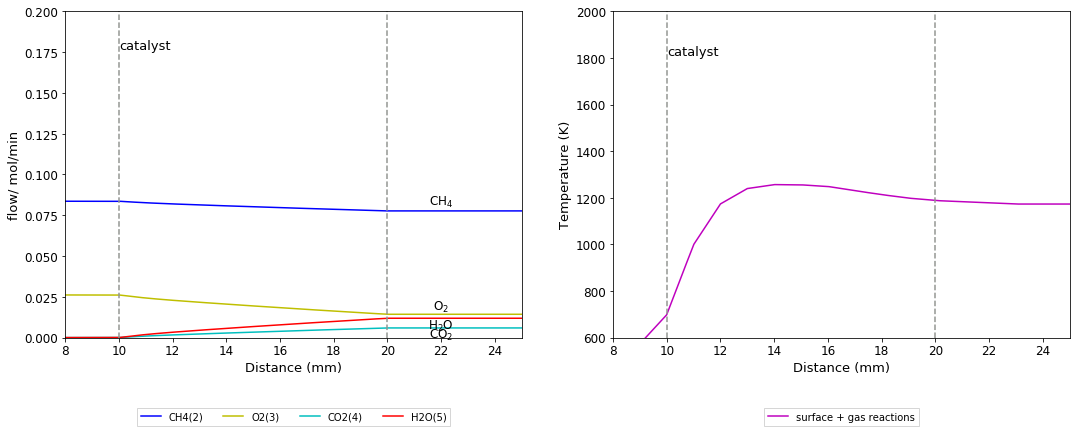 0.200
0.175
0.150
0.125
0.100
0.075
0.050
0.025
0.000
flow/ mol/min
catalyst
CH₄
O₂
H₂O
CO₂
8 10 12 14 16 18 20 22 24
Distance (mm)
CH4(2) O2(3) CO2(4) H2O(5)
2000
1800
1600
1400
1200
1000
800
600
Temperature (K)
catalyst
8 10 12 14 16 18 20 22 24
Distance (mm)
surface + gas reactions